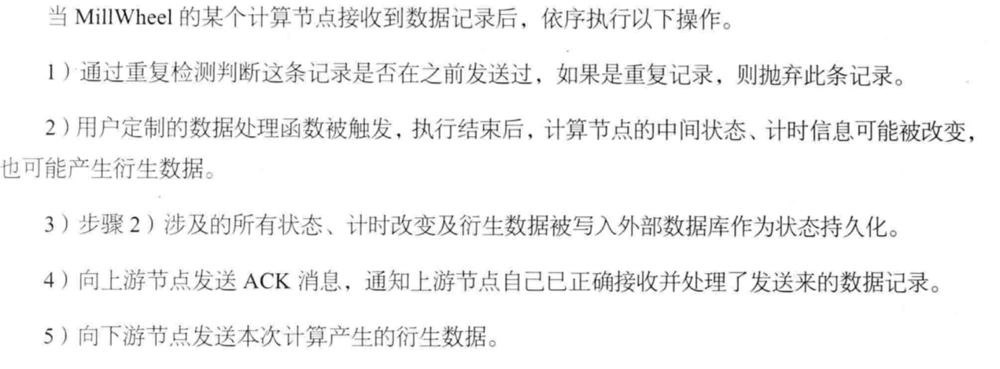 当 MillWheel 的某个计算节点接收到数据记录后，依序执行以下操作。
1）通过重复检测判断这条记录是否在之前发送过，如果是重复记录，则抛弃此条记录。
2）用户定制的数据处理函数被触发，执行结束后，计算节点的中间状态、计时信息可能被改变，
也可能产生衍生数据。
3）步骤 2）涉及的所有状态、计时改变及衍生数据被写入外部数据库作为状态持久化。
4）向上游节点发送 ACK 消息，通知上游节点自己已正确接收并处理了发送来的数据记录。
5）向下游节点发送本次计算产生的衍生数据。